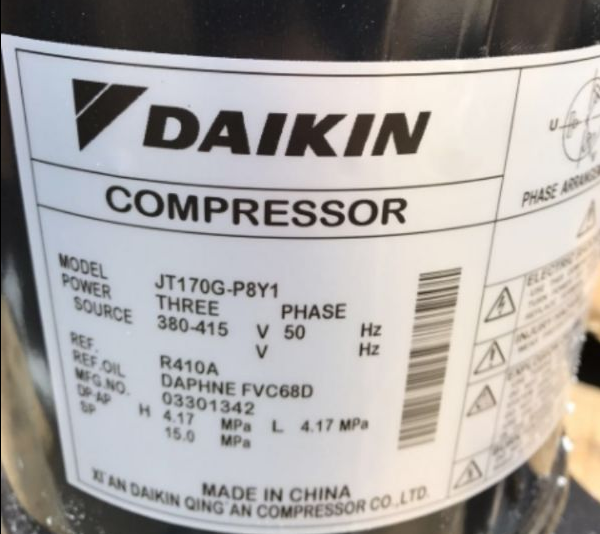 DAIKIN
COMPRESSOR
MODEL JT170G-P8Y1
POWER THREE PHASE
SOURCE 380-415 V 50 Hz
V Hz
REF. R410A
REF.OIL DAPHNE FVC68D
MFG.NO. 03301342
DP-AP H 4.17 MPa L 4.17 MPa
SP 15.0 MPa
MADE IN CHINA
XI'AN DAIKIN QING'AN COMPRESSOR CO.,LTD.
U